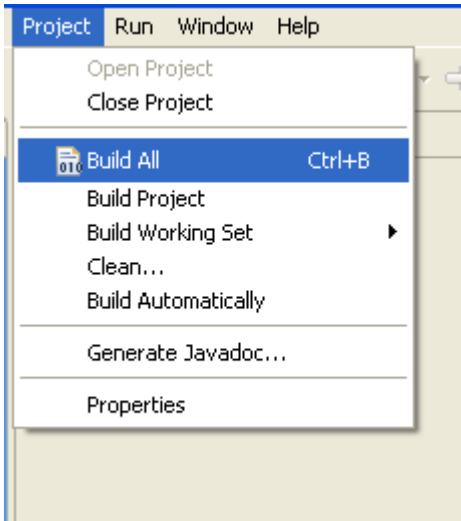 Project Run Window Help
Open Project
Close Project
010 Build All Ctrl+B
Build Project
Build Working Set
Clean...
Build Automatically
Generate Javadoc...
Properties